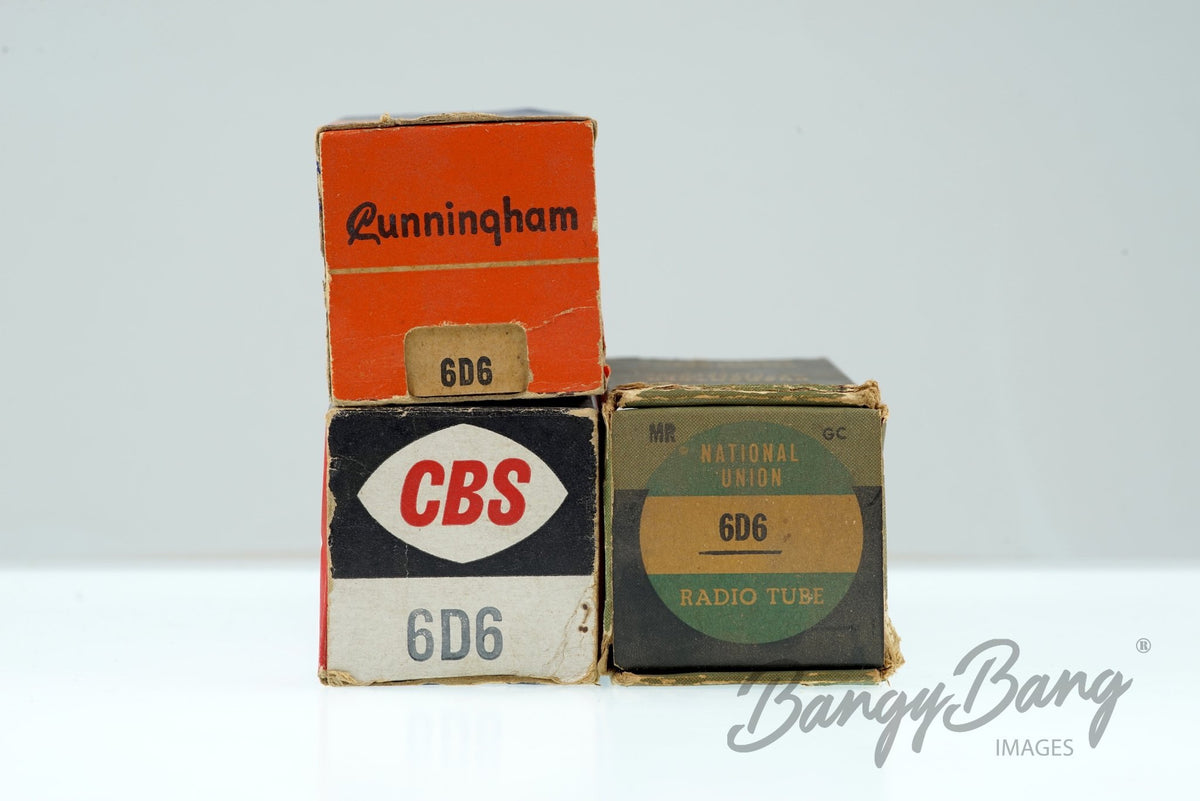 Cunningham
6D6
CBS
6D6
MR GC
NATIONAL
UNION
6D6
RADIO TUBE
BangyBang ®
IMAGES